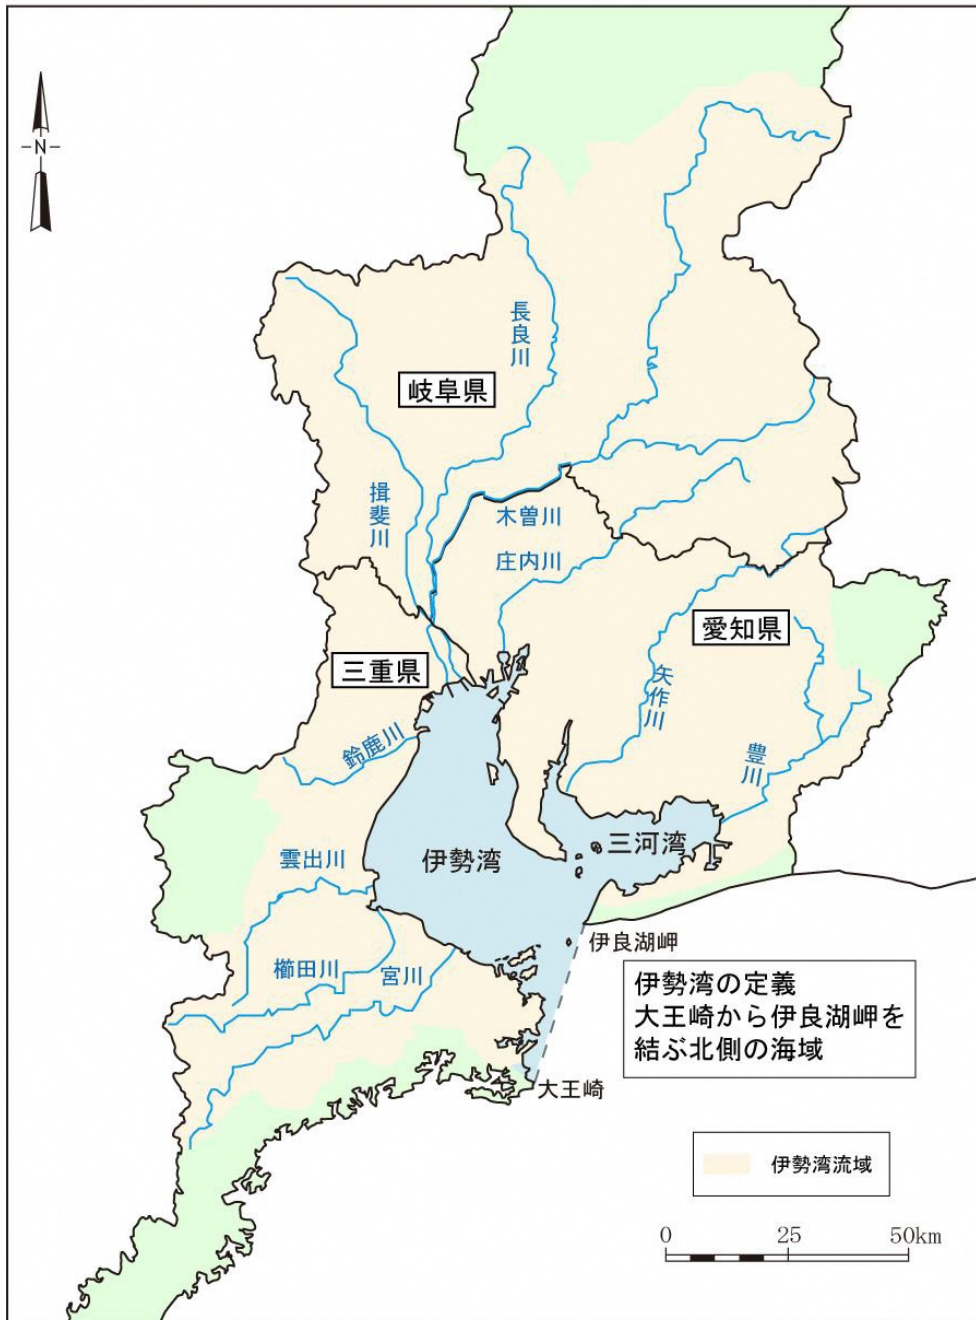 N
長良川
岐阜県
揖斐川
木曽川
庄内川
愛知県
三重県
矢作川
鈴鹿川
豊川
三河湾
伊勢湾
雲出川
伊良湖岬
櫛田川
宮川
伊勢湾の定義
大王崎から伊良湖岬を
結ぶ北側の海域
大王崎
伊勢湾流域
0 25 50km